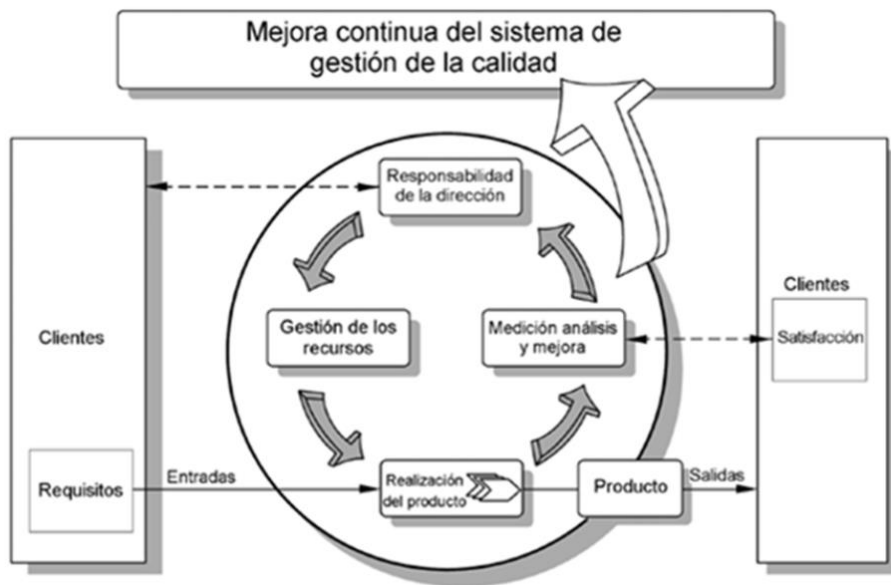 Mejora continua del sistema de
gestión de la calidad
Responsabilidad
de la dirección
Clientes
Gestión de los
recursos
Medición análisis
y mejora
Clientes
Satisfacción
Requisitos
Entradas
Realización
del producto
Producto
Salidas